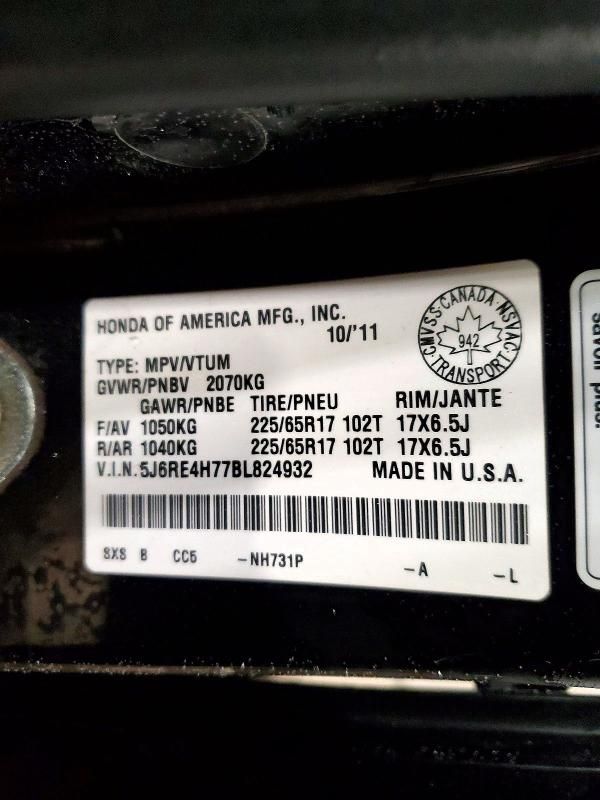 HONDA OF AMERICA MFG., INC.
10/'11
CMVSS·CANADA·NSVAC·
942
TRANSPORT
TYPE: MPV/VTUM
GVWR/PNBV 2070KG
GAWR/PNBE TIRE/PNEU RIM/JANTE
F/AV 1050KG 225/65R17 102T 17X6.5J
R/AR 1040KG 225/65R17 102T 17X6.5J
V.I.N. 5J6RE4H77BL824932 MADE IN U.S.A.
SXS B CC5 -NH731P -A -L